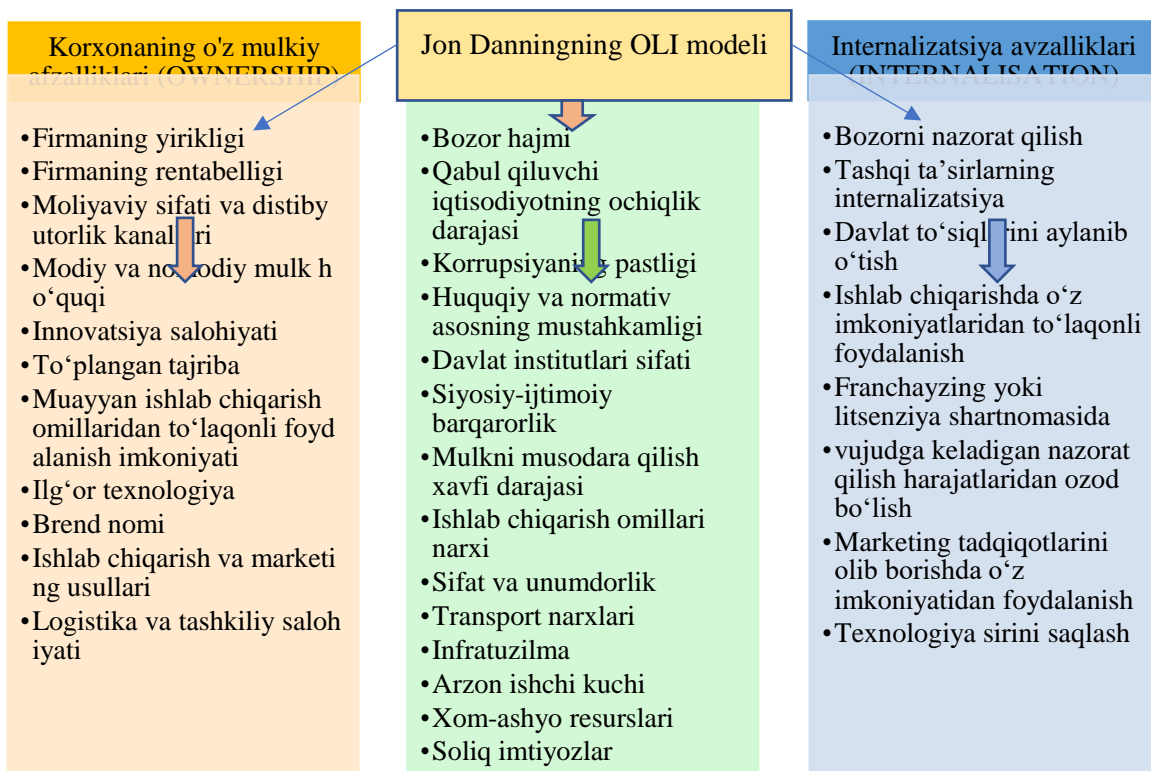 Korxonaning o'z mulkiy
afzalliklari (OWNERSHIP)
•Firmaning yirikligi
•Firmaning rentabelligi
•Moliyaviy sifati va distiby
utorlik kanallari
•Modiy va nomodiy mulk h
o‘quqi
•Innovatsiya salohiyati
•To‘plangan tajriba
•Muayyan ishlab chiqarish
omillaridan to‘laqonli foyd
alanish imkoniyati
•Ilg‘or texnologiya
•Brend nomi
•Ishlab chiqarish va marketi
ng usullari
•Logistika va tashkiliy saloh
iyati
Jon Danningning OLI modeli
•Bozor hajmi
•Qabul qiluvchi
iqtisodiyotning ochiqlik
darajasi
•Korrupsiyaning pastligi
•Huquqiy va normativ
asosning mustahkamligi
•Davlat institutlari sifati
•Siyosiy-ijtimoiy
barqarorlik
•Mulkni musodara qilish
xavfi darajasi
•Ishlab chiqarish omillari
narxi
•Sifat va unumdorlik
•Transport narxlari
•Infratuzilma
•Arzon ishchi kuchi
•Xom-ashyo resurslari
•Soliq imtiyozlar
Internalizatsiya avzalliklari
(INTERNALISATION)
•Bozorni nazorat qilish
•Tashqi ta’sirlarning
internalizatsiya
•Davlat to‘siqlarini aylanib
o‘tish
•Ishlab chiqarishda o‘z
imkoniyatlaridan to‘laqonli
foydalanish
•Franchayzing yoki
litsenziya shartnomasida
•vujudga keladigan nazorat
qilish harajatlaridan ozod
bo‘lish
•Marketing tadqiqotlarini
olib borishda o‘z
imkoniyatidan foydalanish
•Texnologiya sirini saqlash